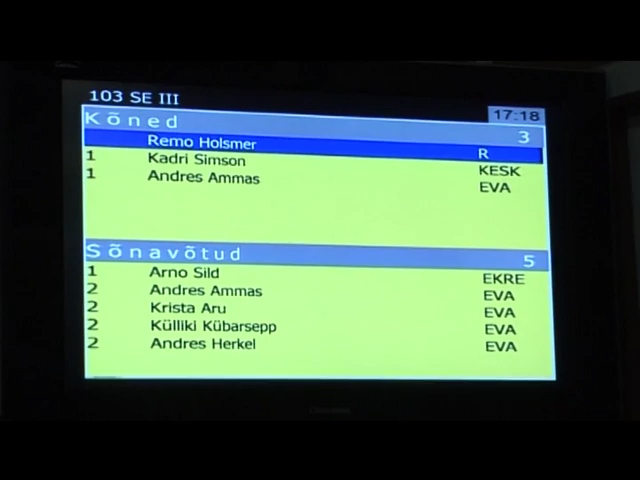 103 SE III
17:18
Kõned 3
Remo Holsmer R
1 Kadri Simson KESK
1 Andres Ammas EVA
Sõnavõtud 5
1 Arno Sild EKRE
2 Andres Ammas EVA
2 Krista Aru EVA
2 Külliki Kübarsepp EVA
2 Andres Herkel EVA